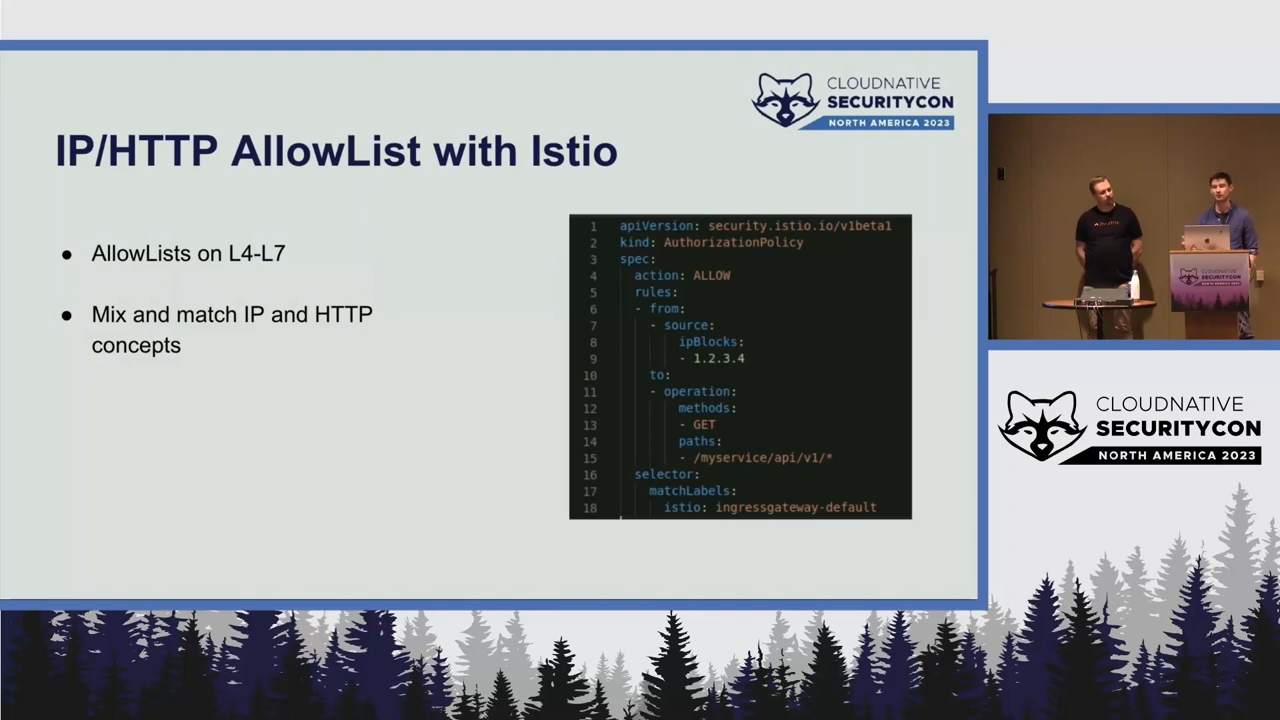 CLOUDNATIVE
SECURITYCON
NORTH AMERICA 2023
IP/HTTP AllowList with Istio
● AllowLists on L4-L7
● Mix and match IP and HTTP
concepts
1 apiVersion: security.istio.io/v1beta1
2 kind: AuthorizationPolicy
3 spec:
4 action: ALLOW
5 rules:
6 - from:
7 - source:
8 ipBlocks:
9 - 1.2.3.4
10 to:
11 - operation:
12 methods:
13 - GET
14 paths:
15 - /myservice/api/v1/*
16 selector:
17 matchLabels:
18 istio: ingressgateway-default
CLOUDNATIVE
SECURITYCON
CLOUDNATIVE
SECURITYCON
NORTH AMERICA 2023